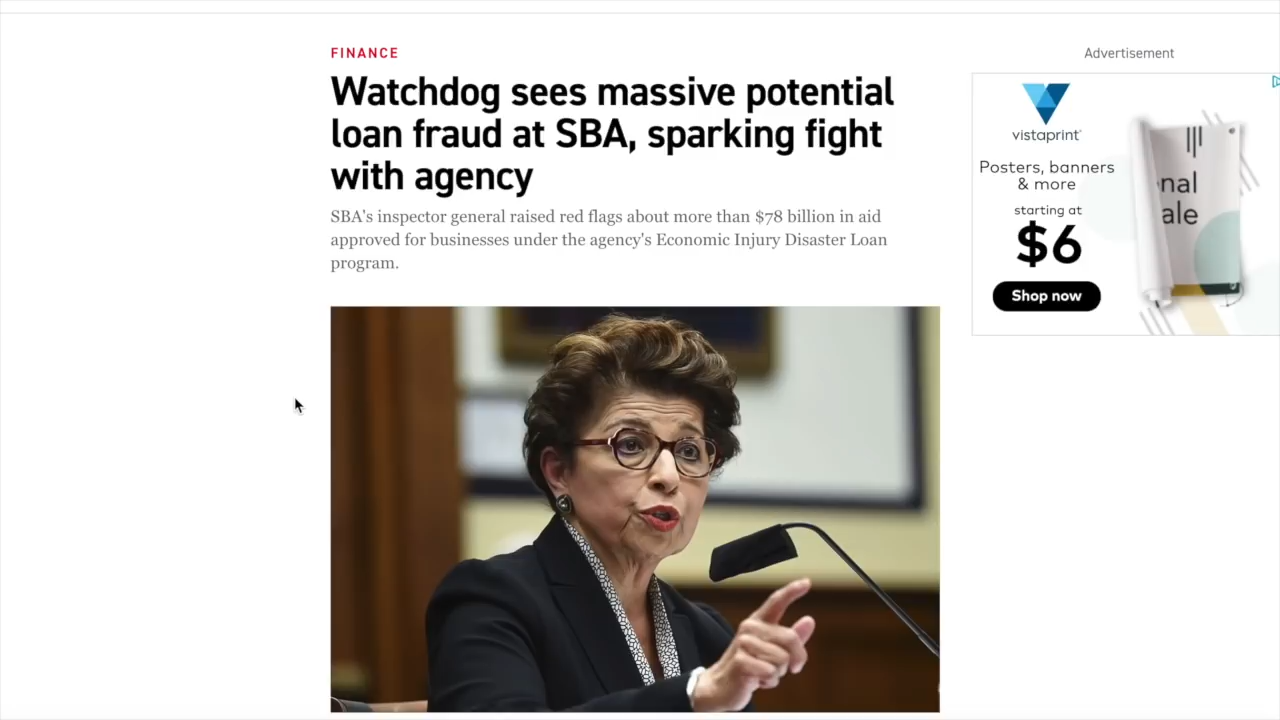 FINANCE
Watchdog sees massive potential
loan fraud at SBA, sparking fight
with agency
SBA's inspector general raised red flags about more than $78 billion in aid
approved for businesses under the agency's Economic Injury Disaster Loan
program.
Advertisement
vistaprint
Posters, banners
& more
starting at
$6
Shop now
nal
ale